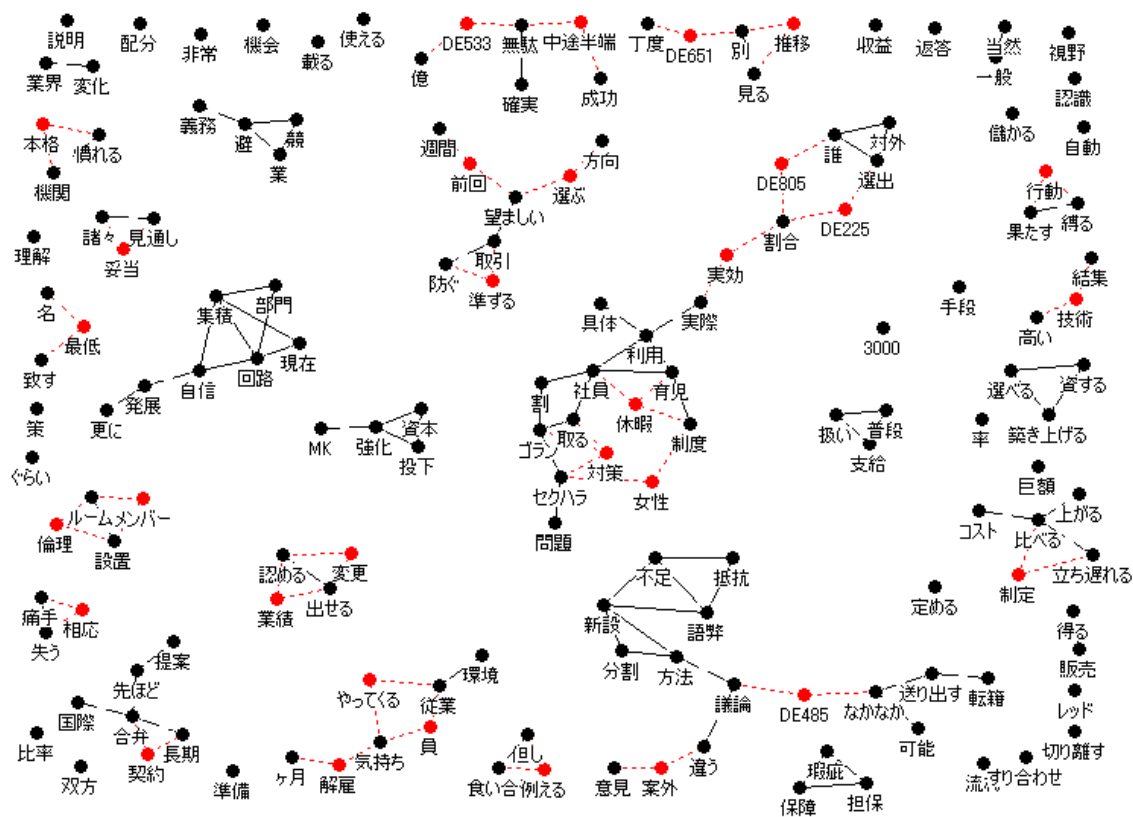 説明
配分
非常
機会
載る
使える
DE533
無駄
中途半端
億
確実
成功
丁度
DE651
別
推移
見る
収益
返答
当然
一般
視野
業界
変化
認識
義務
避
競
業
本格
慣れる
機関
週間
前回
方向
選ぶ
望ましい
取引
防ぐ
準ずる
誰
対外
選出
DE805
割合
DE225
儲かる
自動
行動
果たす
縛る
諸々
見通し
妥当
理解
実効
実際
具体
利用
手段
3000
結集
技術
高い
名
最低
致す
集積
部門
現在
回路
自信
発展
更に
策
ぐらい
社員
育児
割
取る
休暇
制度
ゴラン
対策
セクハラ
女性
問題
MK
強化
資本
投下
選べる
資する
築き上げる
扱い
普段
支給
率
巨額
ルームメンバー
倫理
設置
コスト
上がる
比べる
立ち遅れる
制定
認める
変更
業績
出せる
不足
抵抗
新設
語弊
分割
方法
定める
痛手
相応
失う
得る
販売
提案
先ほど
国際
合弁
長期
契約
比率
双方
準備
やってくる
環境
従業
員
気持ち
ヶ月
解雇
議論
DE485
なかなか
送り出す
転籍
可能
レッド
切り離す
但し
食い合
例える
意見
案外
違う
瑕疵
保障
担保
すり合わせ